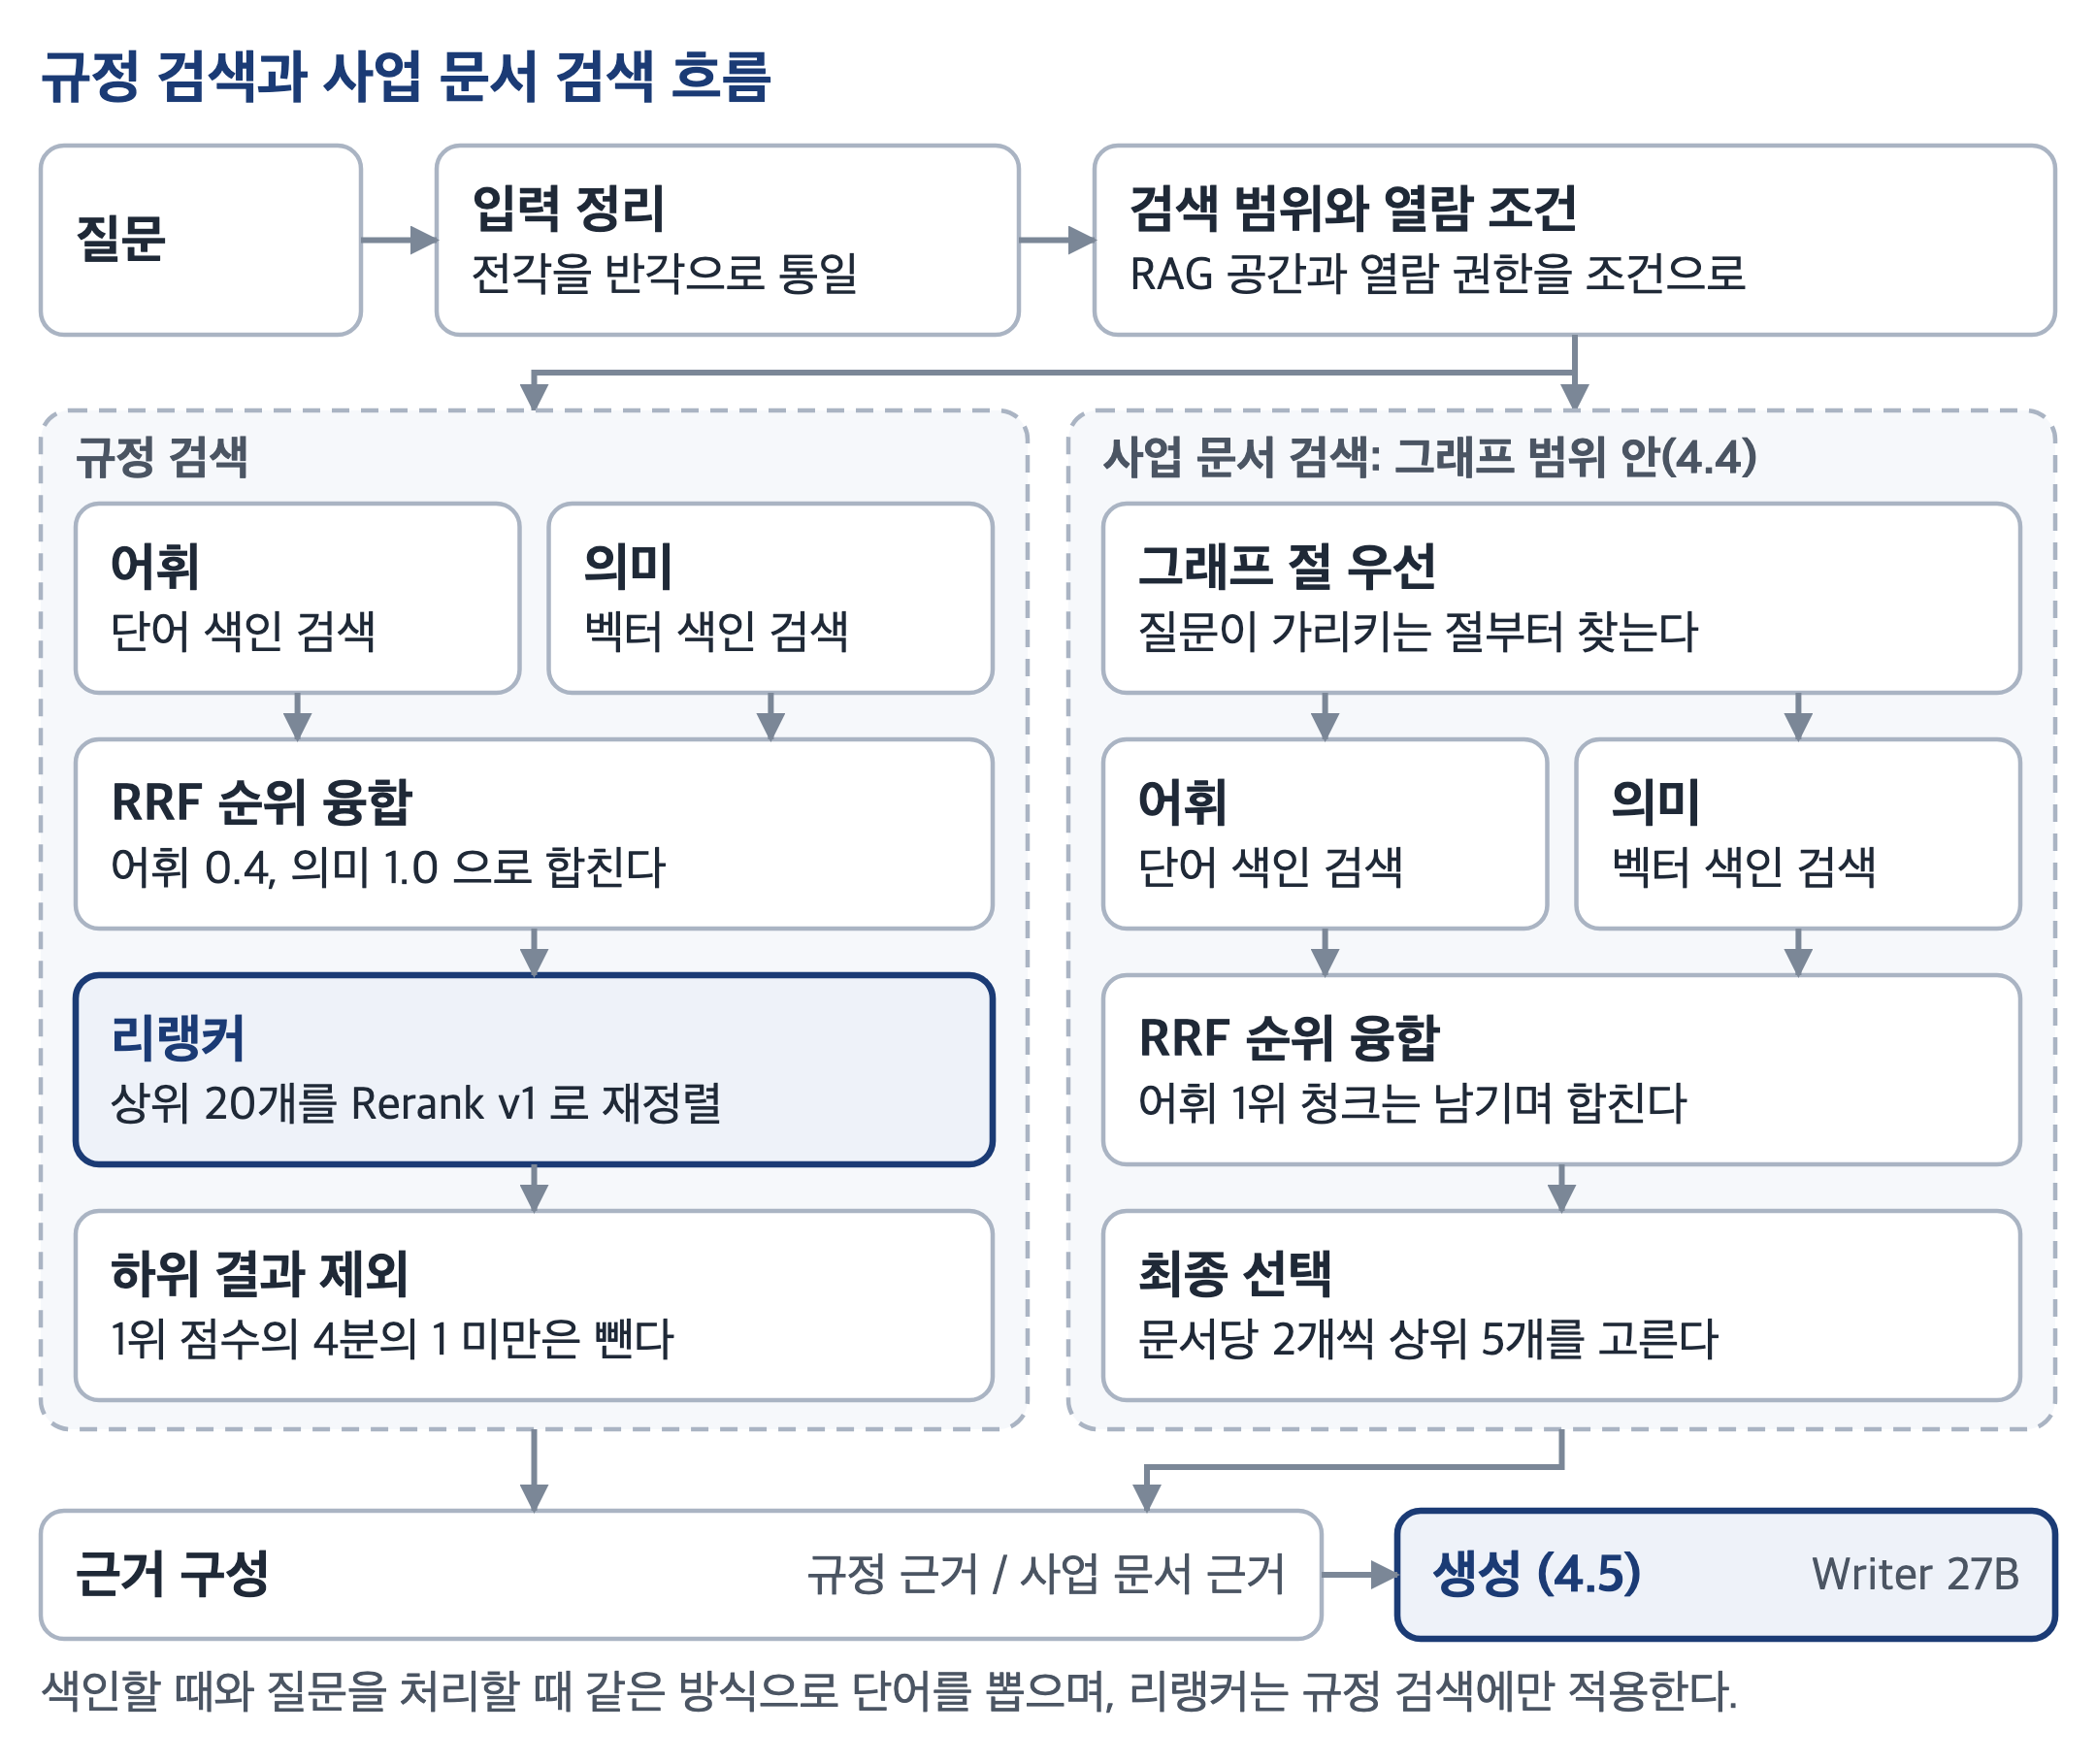 규정 검색과 사업 문서 검색 흐름
질문
입력 정리
전각을 반각으로 통일
검색 범위와 열람 조건
RAG 공간과 열람 권한을 조건으로
규정 검색
어휘
단어 색인 검색
의미
벡터 색인 검색
RRF 순위 융합
어휘 0.4, 의미 1.0 으로 합친다
리랭커
상위 20개를 Rerank v1 로 재정렬
하위 결과 제외
1위 점수의 4분의 1 미만은 뺀다
사업 문서 검색: 그래프 범위 안(4.4)
그래프 절 우선
질문이 가리키는 절부터 찾는다
어휘
단어 색인 검색
의미
벡터 색인 검색
RRF 순위 융합
어휘 1위 청크는 남기며 합친다
최종 선택
문서당 2개씩 상위 5개를 고른다
근거 구성
규정 근거 / 사업 문서 근거
생성 (4.5)
Writer 27B
색인할 때와 질문을 처리할 때 같은 방식으로 단어를 뽑으며, 리랭커는 규정 검색에만 적용한다.